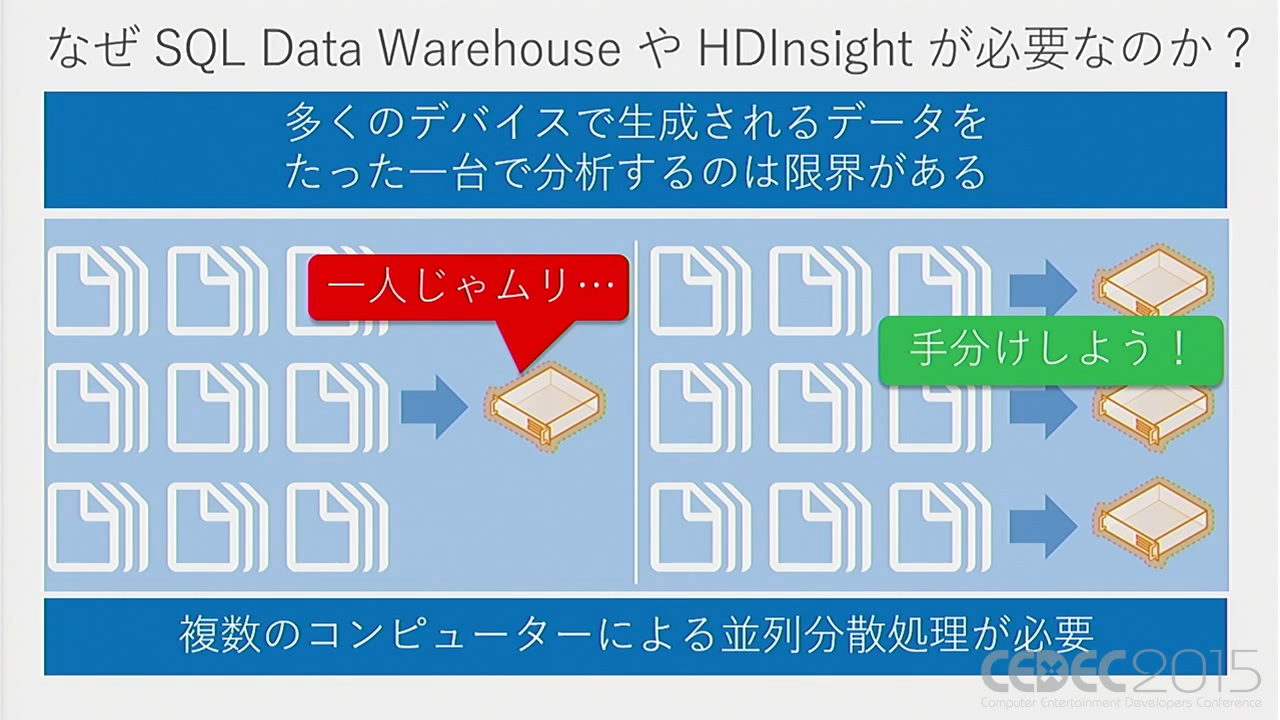 なぜ SQL Data Warehouse や HDInsight が必要なのか？
多くのデバイスで生成されるデータを
たった一台で分析するのは限界がある
一人じゃムリ…
手分けしよう！
複数のコンピューターによる並列分散処理が必要
CEDEC2015
Computer Entertainment Developers Conference